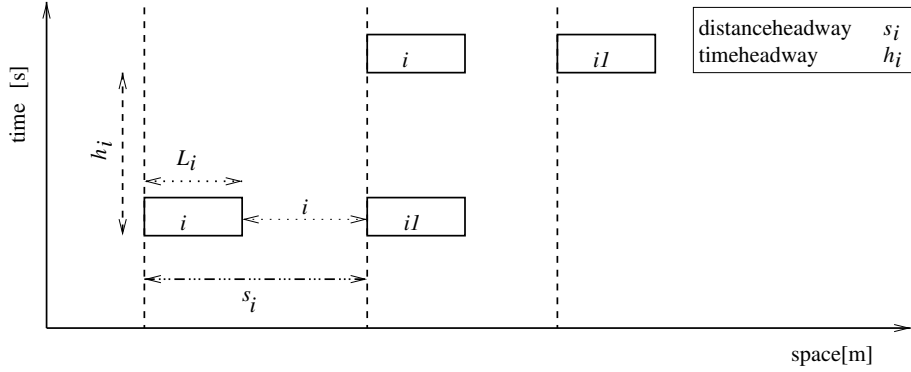 distanceheadway s_i
timeheadway h_i
i
i1
time [s]
h_i
L_i
i
i
i1
s_i
space[m]